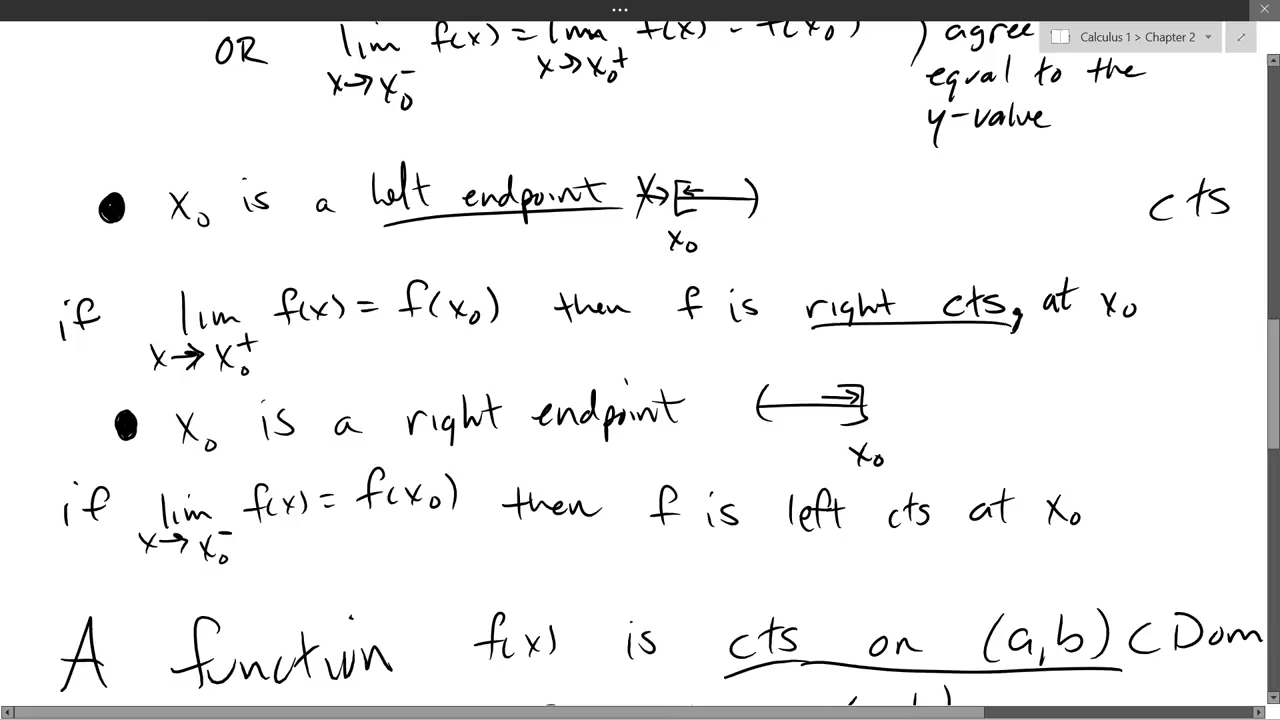 Calculus 1 > Chapter 2
OR lim f(x) = lim f(x) = f(x₀) ) agree
x→x₀⁻ x→x₀⁺ equal to the
y-value
• x₀ is a left endpoint x→[←—)
x₀
cts
if lim f(x) = f(x₀) then f is right cts, at x₀
x→x₀⁺
• x₀ is a right endpoint (—→]
x₀
if lim f(x) = f(x₀) then f is left cts at x₀
x→x₀⁻
A function f(x) is cts on (a,b) ⊂ Dom